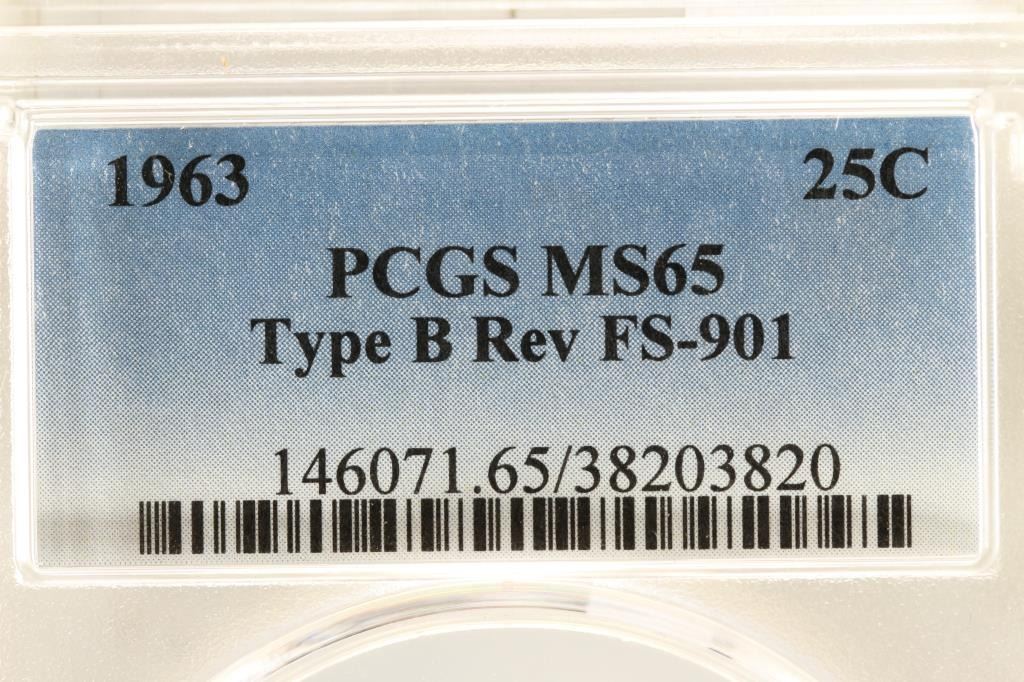 1963 25C
PCGS MS65
Type B Rev FS-901
146071.65/38203820